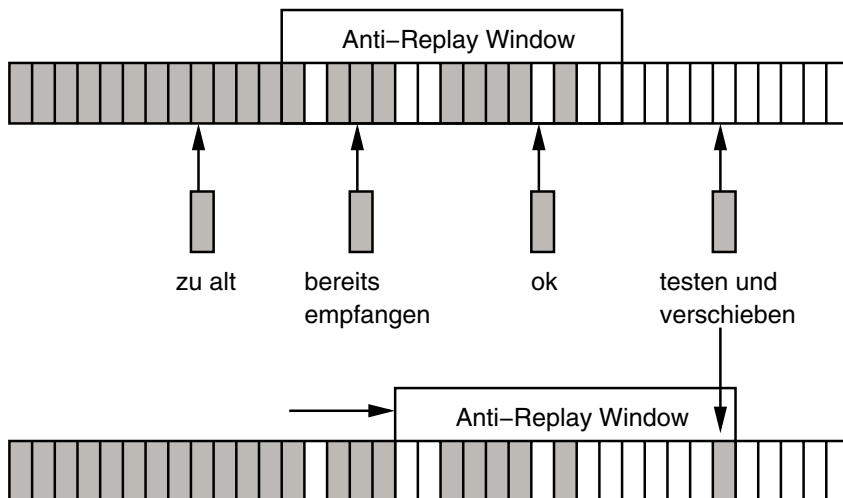 Anti–Replay Window
zu alt
bereits
empfangen
ok
testen und
verschieben
Anti–Replay Window